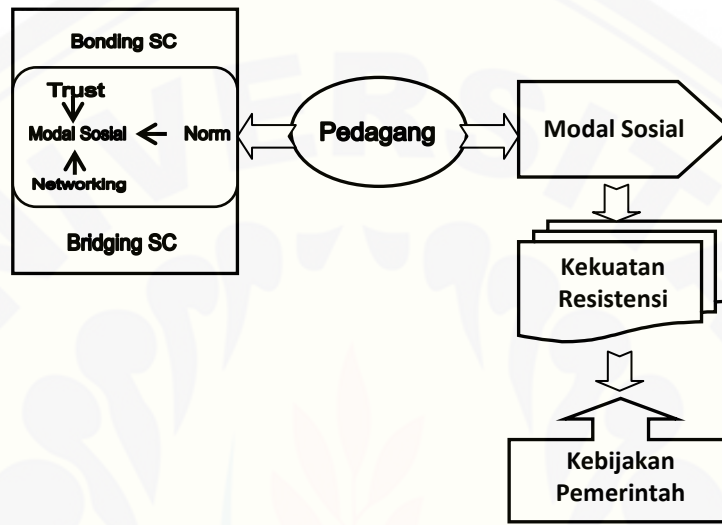 Bonding SC
Trust
Modal Sosial
Norm
Networking
Bridging SC
Pedagang
Modal Sosial
Kekuatan
Resistensi
Kebijakan
Pemerintah